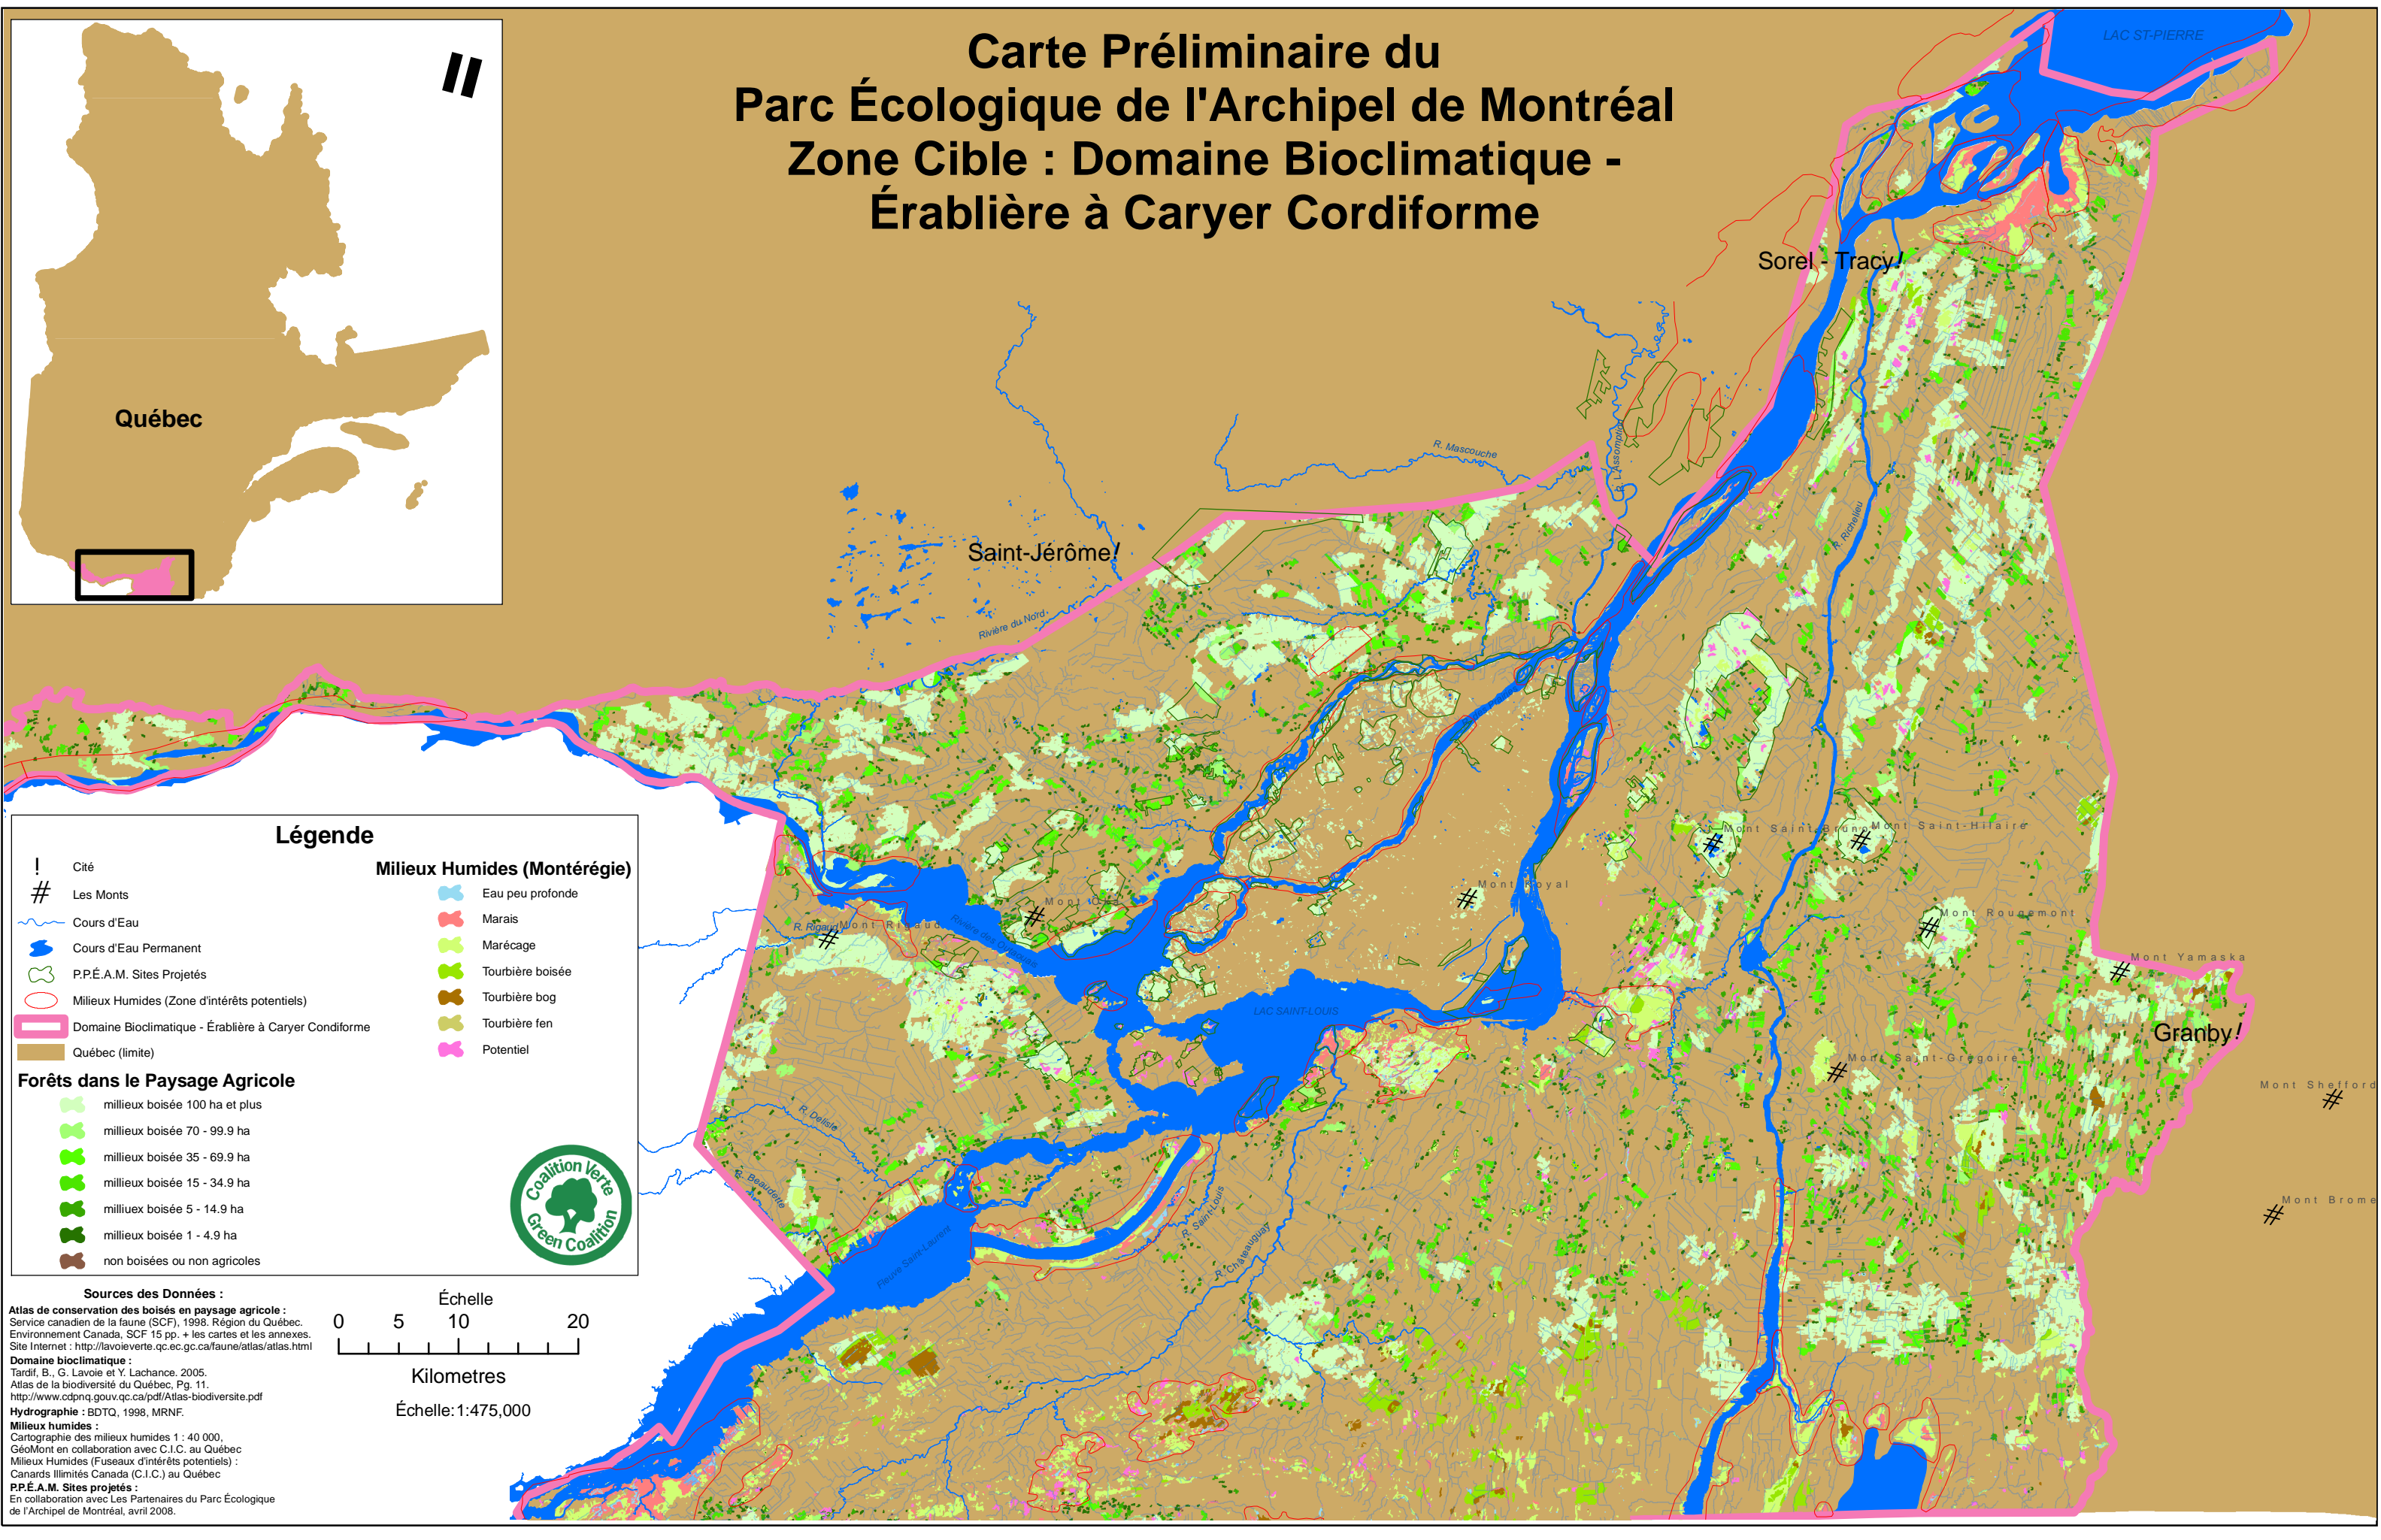 Carte Préliminaire du
Parc Écologique de l'Archipel de Montréal
Zone Cible : Domaine Bioclimatique -
Érablière à Caryer Cordiforme
Québec
LAC ST-PIERRE
Sorel - Tracy!
R. Mascouche
R. L'Assomption
R. Richelieu
Saint-Jérôme!
Rivière du Nord
Mont Saint-Bruno
#
Mont Saint-Hilaire
#
Mont Royal
#
Mont Oka
#
R. Rigaud
Mont Rigaud
#
Rivière des Outaouais
Mont Rougemont
#
Mont Yamaska
#
LAC SAINT-LOUIS
Granby!
Mont Saint-Grégoire
#
Mont Shefford
#
Mont Brome
#
R. Delisle
R. Beaudette
Fleuve Saint-Laurent
R. Saint-Louis
R. Châteauguay
Légende
! Cité
# Les Monts
Cours d'Eau
Cours d'Eau Permanent
P.P.É.A.M. Sites Projetés
Milieux Humides (Zone d'intérêts potentiels)
Domaine Bioclimatique - Érablière à Caryer Condiforme
Québec (limite)
Milieux Humides (Montérégie)
Eau peu profonde
Marais
Marécage
Tourbière boisée
Tourbière bog
Tourbière fen
Potentiel
Forêts dans le Paysage Agricole
millieux boisée 100 ha et plus
millieux boisée 70 - 99.9 ha
millieux boisée 35 - 69.9 ha
millieux boisée 15 - 34.9 ha
milliuex boisée 5 - 14.9 ha
millieux boisée 1 - 4.9 ha
non boisées ou non agricoles
Coalition Verte
Green Coalition
Sources des Données :
Atlas de conservation des boisés en paysage agricole :
Service canadien de la faune (SCF), 1998. Région du Québec.
Environnement Canada, SCF 15 pp. + les cartes et les annexes.
Site Internet : http://lavoieverte.qc.ec.gc.ca/faune/atlas/atlas.html
Domaine bioclimatique :
Tardif, B., G. Lavoie et Y. Lachance. 2005.
Atlas de la biodiversité du Québec, Pg. 11.
http://www.cdpnq.gouv.qc.ca/pdf/Atlas-biodiversite.pdf
Hydrographie : BDTQ, 1998, MRNF.
Milieux humides :
Cartographie des milieux humides 1 : 40 000,
GéoMont en collaboration avec C.I.C. au Québec
Milieux Humides (Fuseaux d'intérêts potentiels) :
Canards Illimités Canada (C.I.C.) au Québec
P.P.É.A.M. Sites projetés :
En collaboration avec Les Partenaires du Parc Écologique
de l'Archipel de Montréal, avril 2008.
Échelle
0 5 10 20
Kilometres
Échelle:1:475,000